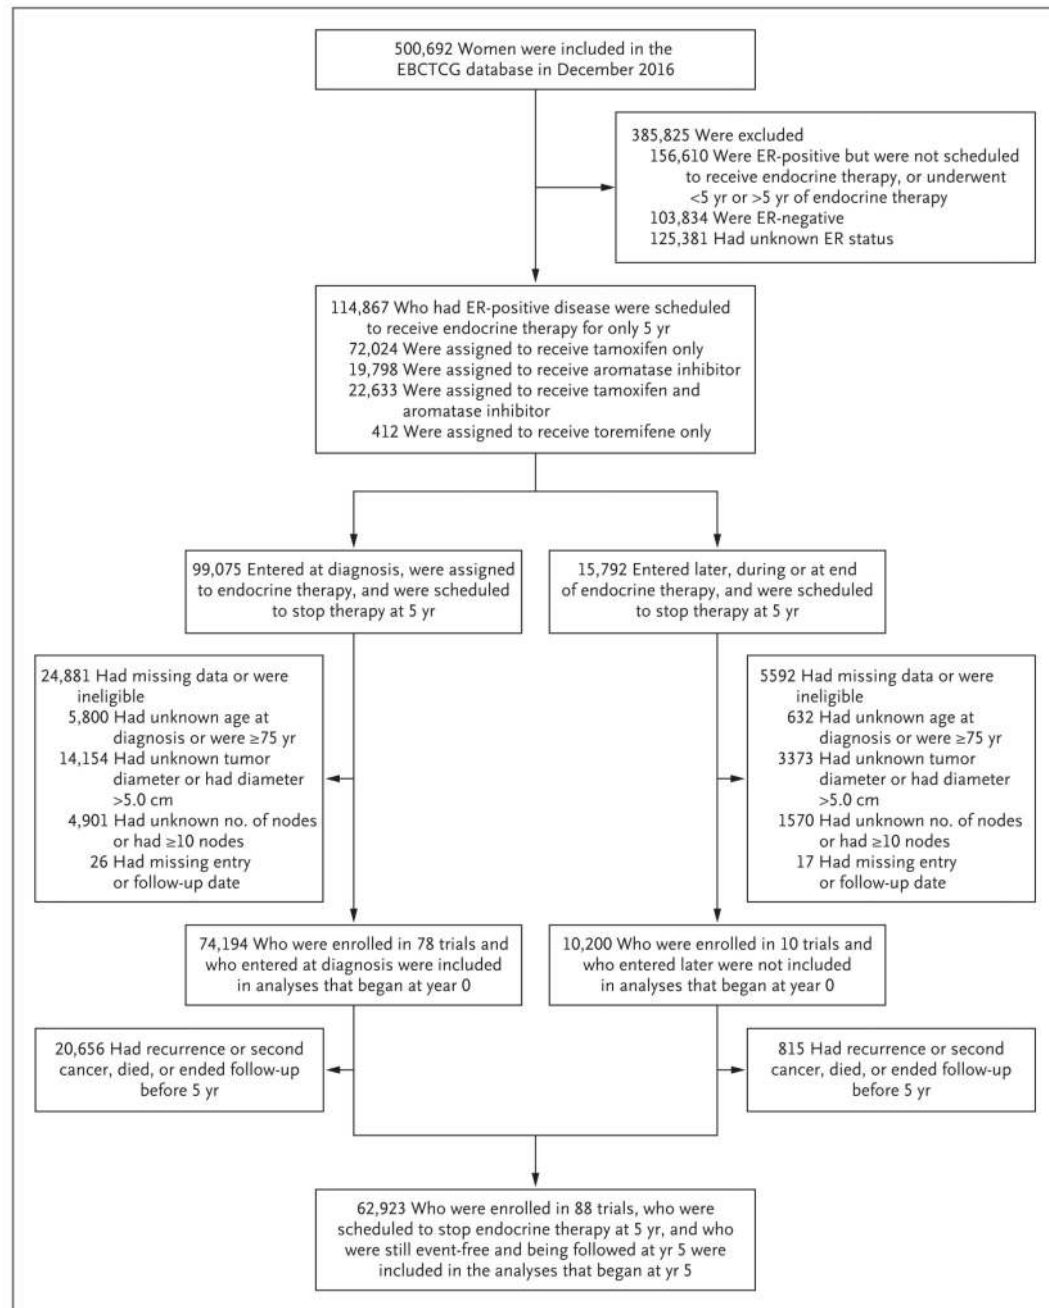 500,692 Women were included in the
EBCTCG database in December 2016
385,825 Were excluded
156,610 Were ER-positive but were not scheduled
to receive endocrine therapy, or underwent
<5 yr or >5 yr of endocrine therapy
103,834 Were ER-negative
125,381 Had unknown ER status
114,867 Who had ER-positive disease were scheduled
to receive endocrine therapy for only 5 yr
72,024 Were assigned to receive tamoxifen only
19,798 Were assigned to receive aromatase inhibitor
22,633 Were assigned to receive tamoxifen and
aromatase inhibitor
412 Were assigned to receive toremifene only
99,075 Entered at diagnosis, were assigned
to endocrine therapy, and were scheduled
to stop therapy at 5 yr
15,792 Entered later, during or at end
of endocrine therapy, and were scheduled
to stop therapy at 5 yr
24,881 Had missing data or were
ineligible
5,800 Had unknown age at
diagnosis or were ≥75 yr
14,154 Had unknown tumor
diameter or had diameter
>5.0 cm
4,901 Had unknown no. of nodes
or had ≥10 nodes
26 Had missing entry
or follow-up date
5592 Had missing data or were
ineligible
632 Had unknown age at
diagnosis or were ≥75 yr
3373 Had unknown tumor
diameter or had diameter
>5.0 cm
1570 Had unknown no. of nodes
or had ≥10 nodes
17 Had missing entry
or follow-up date
74,194 Who were enrolled in 78 trials and
who entered at diagnosis were included
in analyses that began at year 0
10,200 Who were enrolled in 10 trials and
who entered later were not included
in analyses that began at year 0
20,656 Had recurrence or second
cancer, died, or ended follow-up
before 5 yr
815 Had recurrence or second
cancer, died, or ended follow-up
before 5 yr
62,923 Who were enrolled in 88 trials, who were
scheduled to stop endocrine therapy at 5 yr, and who
were still event-free and being followed at yr 5 were
included in the analyses that began at yr 5